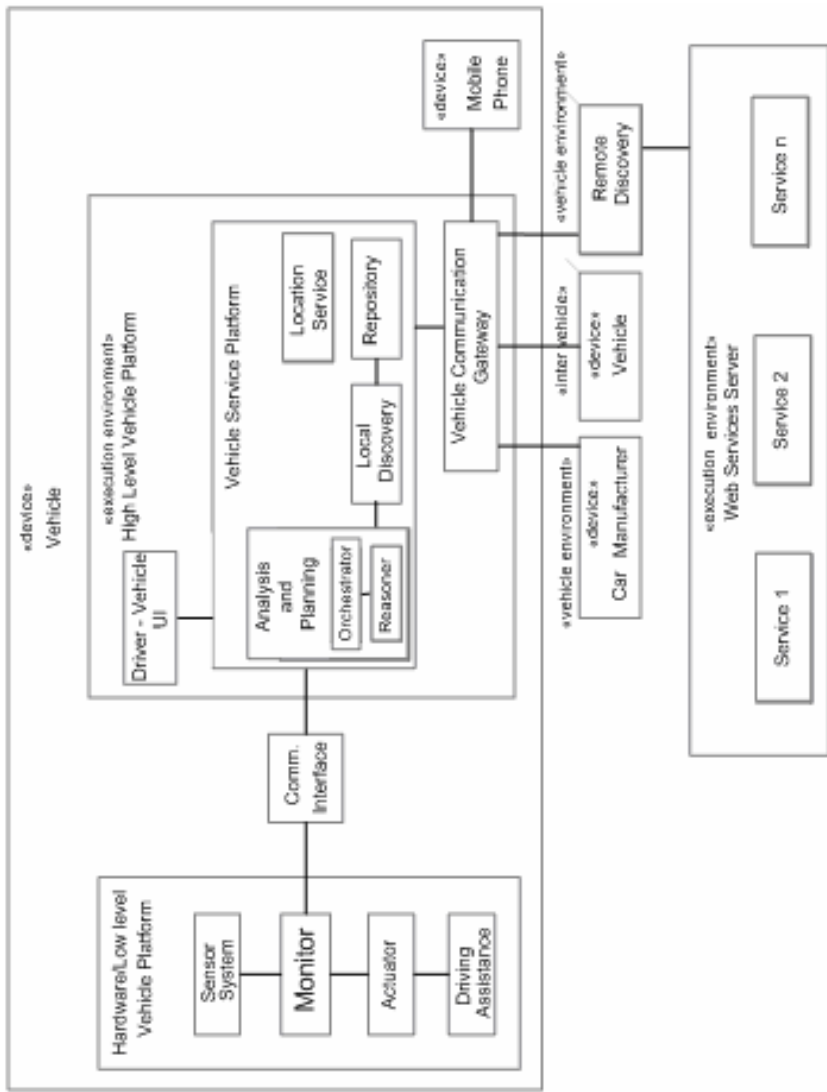 «device»
Vehicle
Hardware/Low level
Vehicle Platform
Sensor
System
Monitor
Actuator
Driving
Assistance
Comm.
Interface
«execution environment»
High Level Vehicle Platform
Driver - Vehicle
UI
Vehicle Service Platform
Analysis
and
Planning
Orchestrator
Reasoner
Local
Discovery
Repository
Location
Service
Vehicle Communication
Gateway
«device»
Mobile
Phone
«vehicle environment»
«device»
Car Manufacturer
«inter vehicle»
«device»
Vehicle
«vehicle environment»
Remote
Discovery
«execution environment»
Web Services Server
Service 1
Service 2
Service n